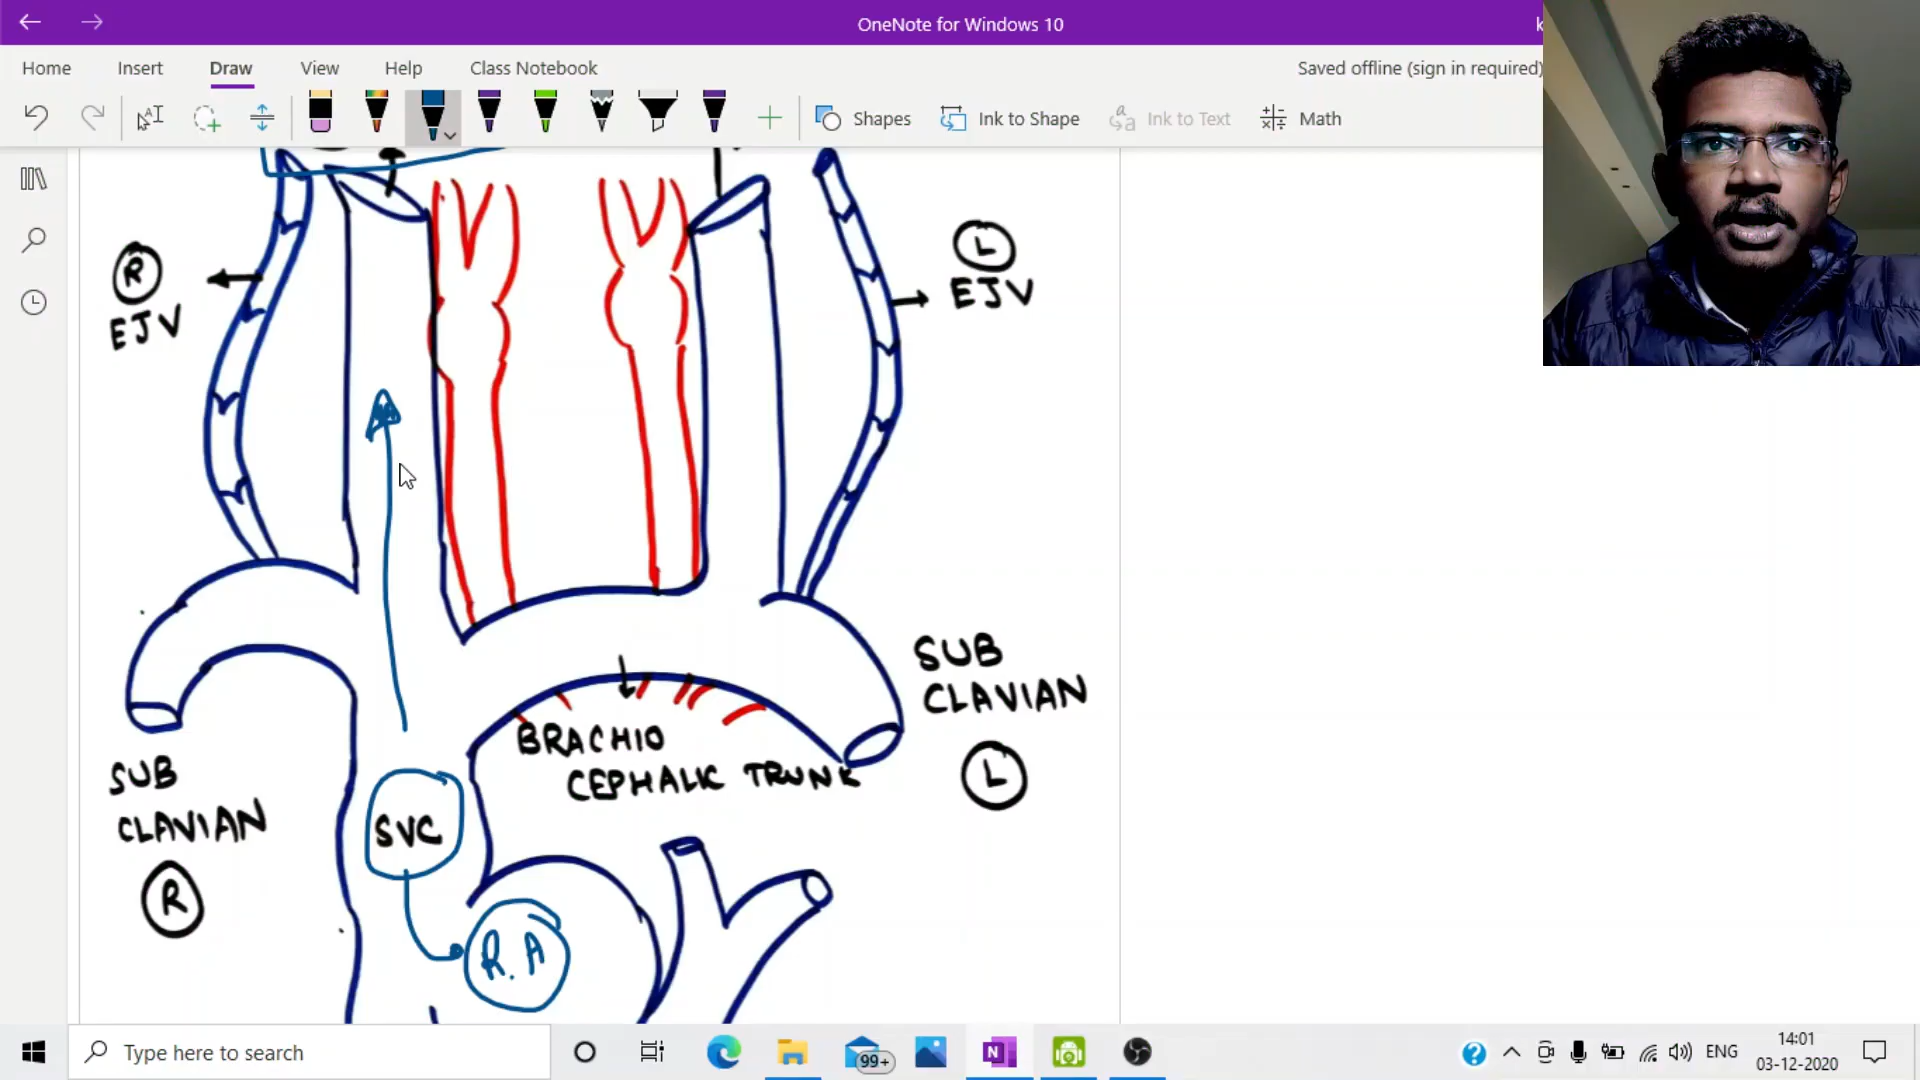 OneNote for Windows 10
Home Insert Draw View Help Class Notebook
Saved offline (sign in required)
Shapes Ink to Shape Ink to Text Math
R
EJV
L
EJV
SUB
CLAVIAN
L
BRACHIO
CEPHALIC TRUNK
SUB
CLAVIAN
R
SVC
R.A
Type here to search
99+
ENG
14:01
03-12-2020